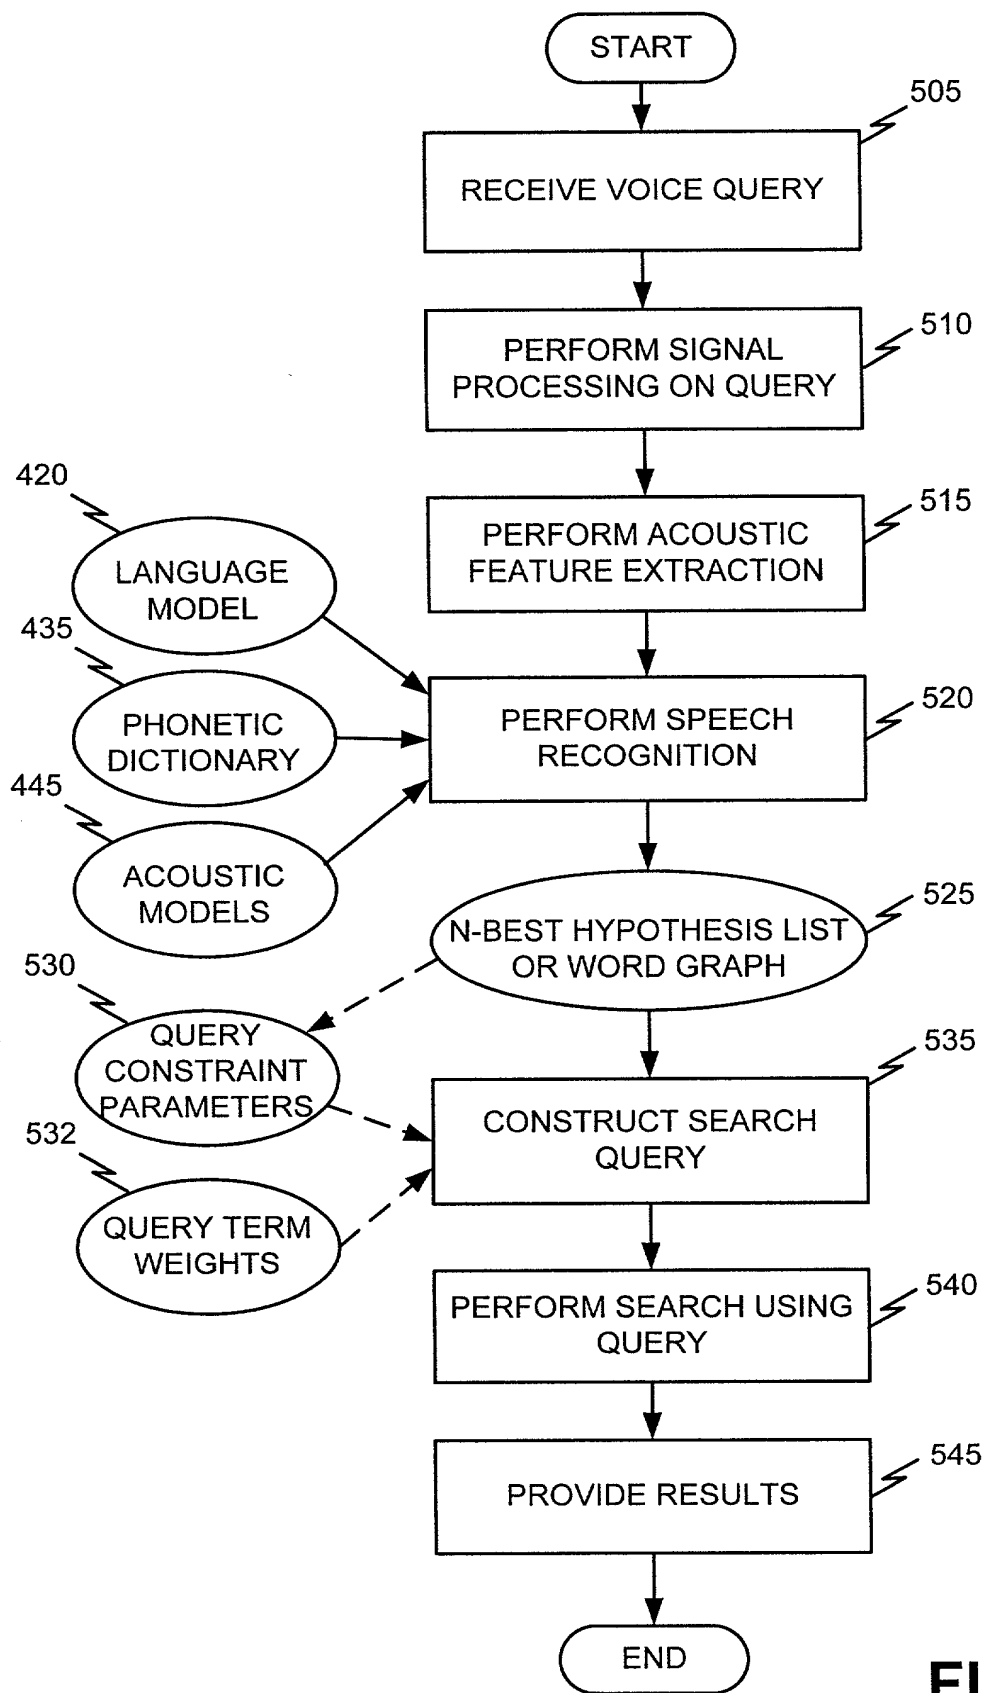 START
505
RECEIVE VOICE QUERY
510
PERFORM SIGNAL
PROCESSING ON QUERY
420
515
LANGUAGE
MODEL
PERFORM ACOUSTIC
FEATURE EXTRACTION
435
520
PHONETIC
DICTIONARY
PERFORM SPEECH
RECOGNITION
445
ACOUSTIC
MODELS
525
N-BEST HYPOTHESIS LIST
OR WORD GRAPH
530
QUERY
CONSTRAINT
PARAMETERS
535
CONSTRUCT SEARCH
QUERY
532
QUERY TERM
WEIGHTS
540
PERFORM SEARCH USING
QUERY
545
PROVIDE RESULTS
END